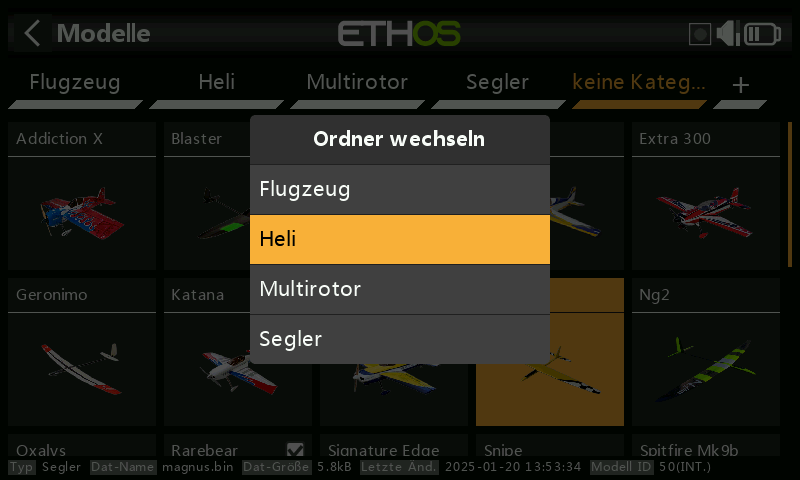 Modelle
ETHOS
Flugzeug Heli Multirotor Segler keine Kateg... +
Addiction X Blaster Extra 300
Ordner wechseln
Flugzeug
Heli
Multirotor
Segler
Geronimo Katana Ng2
Oxalys Rarebear Signature Edge Snipe Spitfire Mk9b
Typ Segler Dat-Name magnus.bin Dat-Größe 5.8kB Letzte Änd. 2025-01-20 13:53:34 Modell ID 50(INT.)